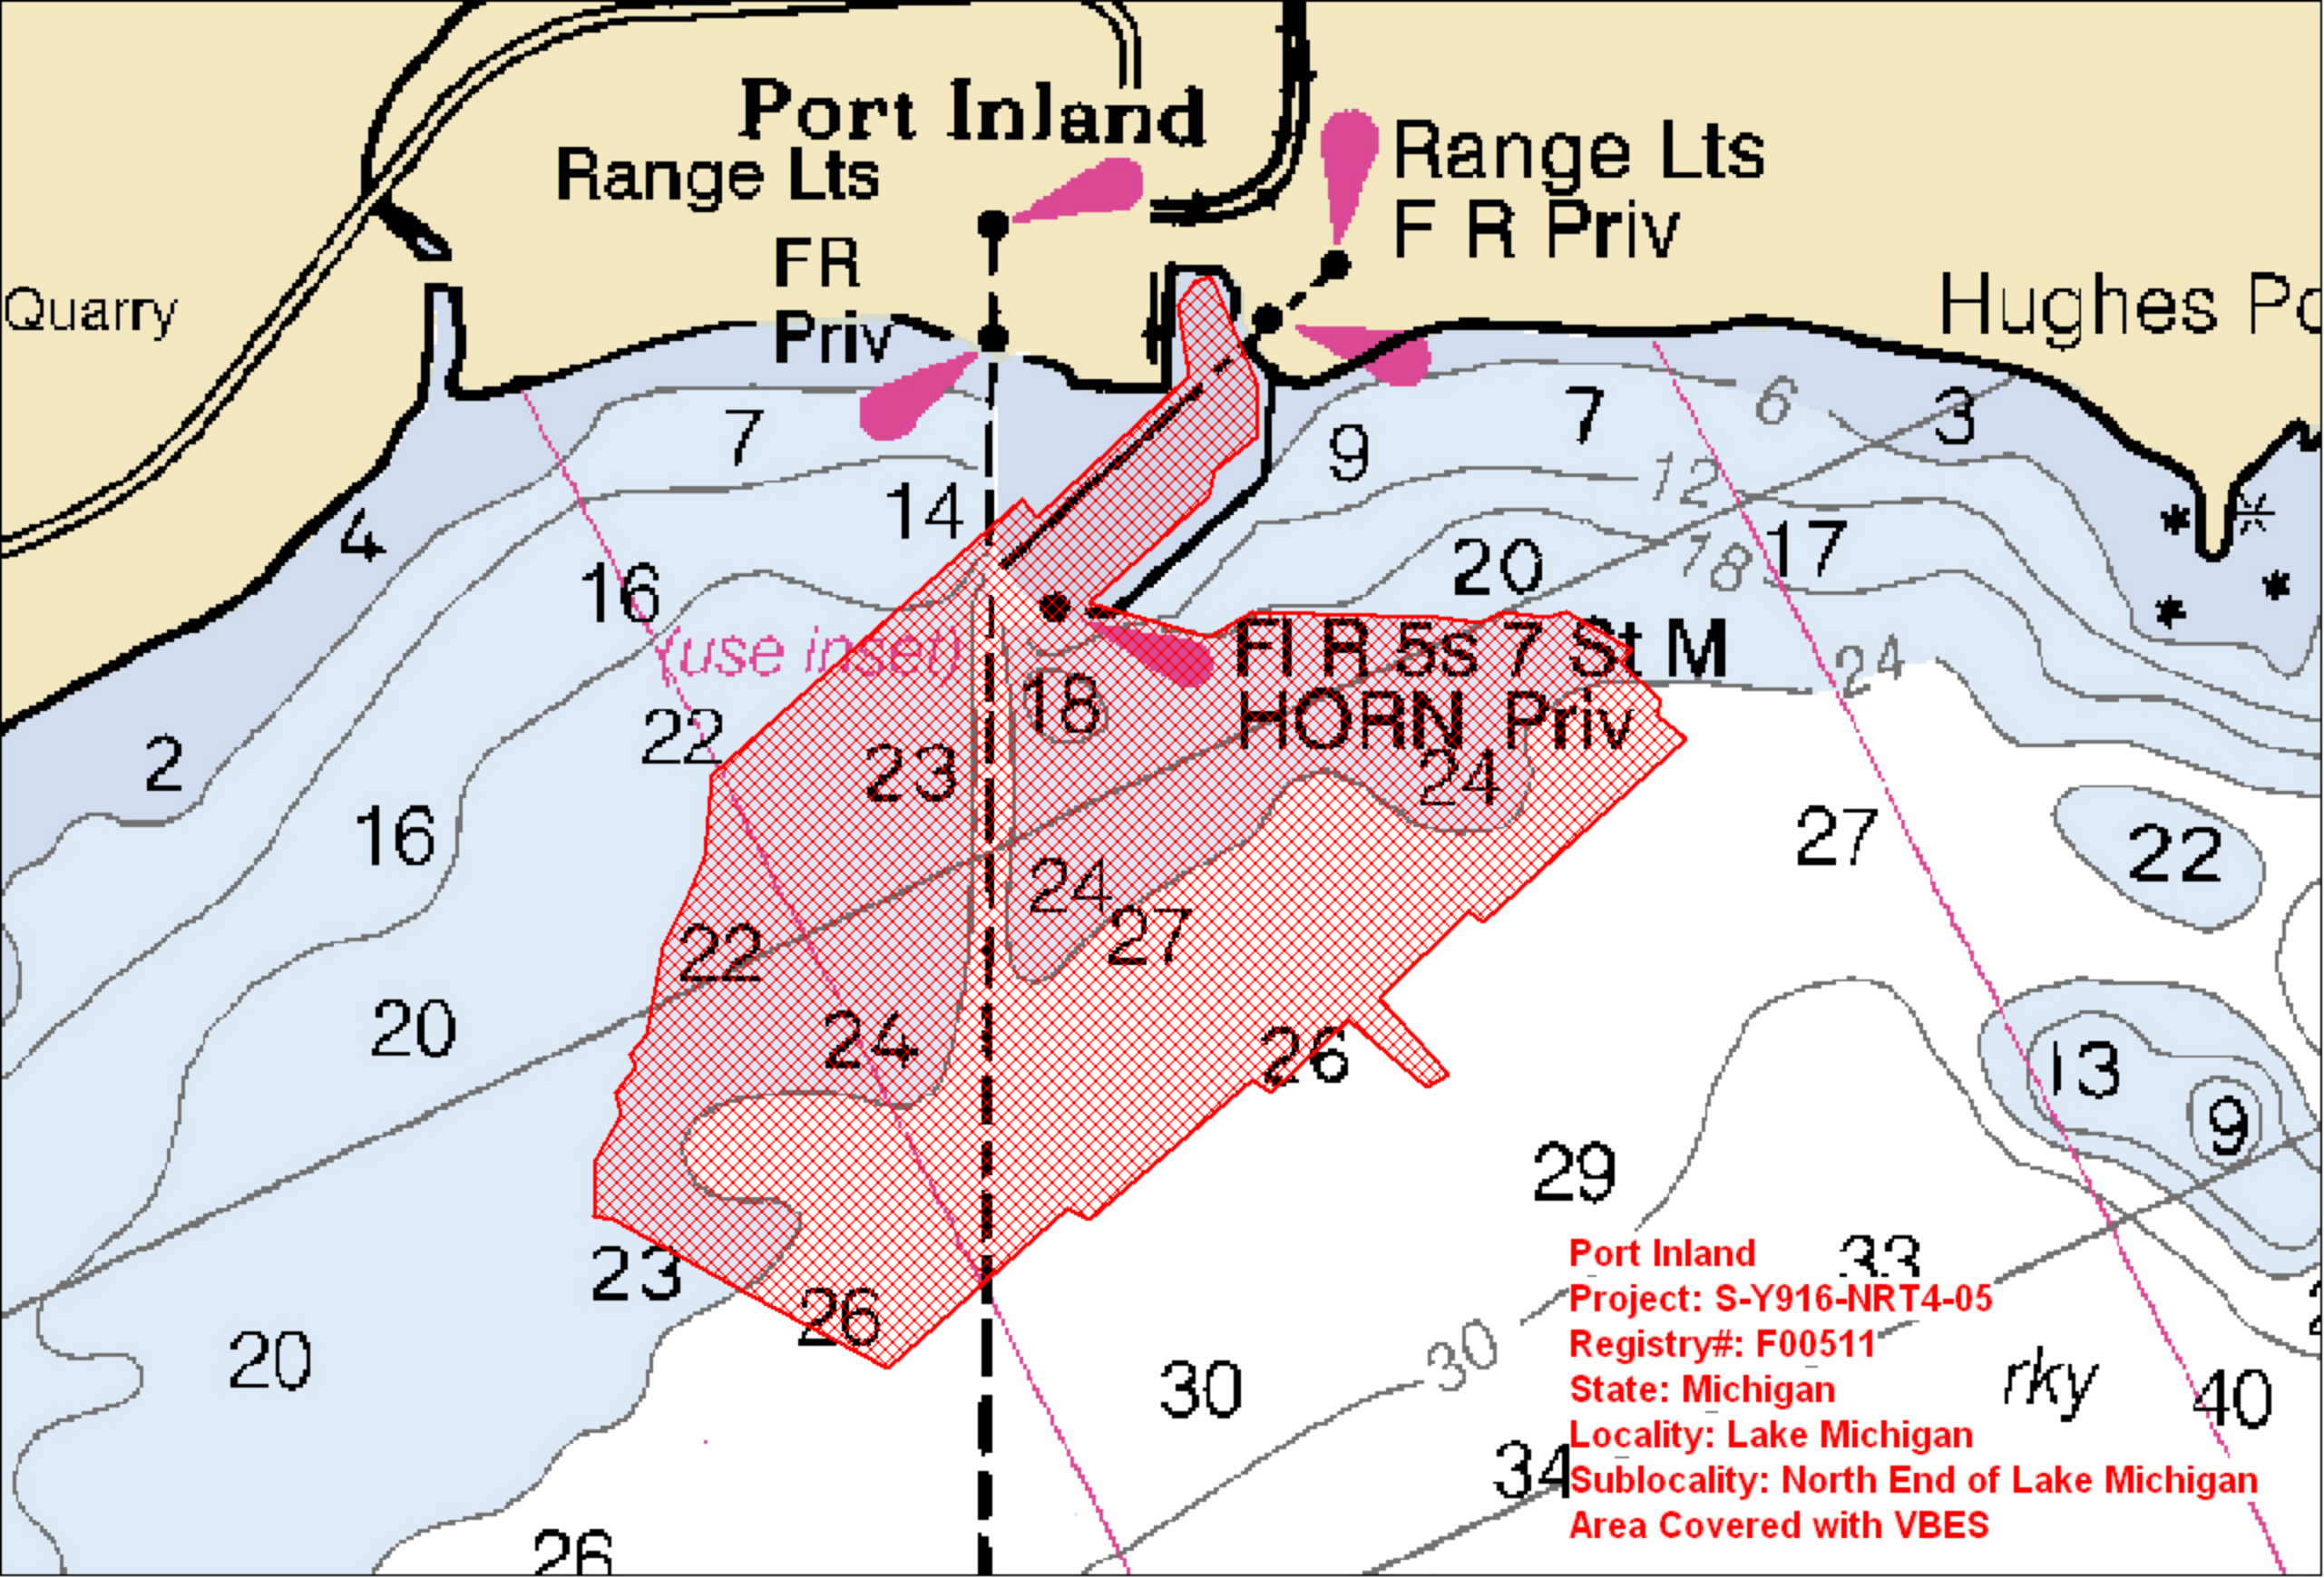 Port Inland
Range Lts
FR
Priv
Range Lts
F R Priv
Quarry
Hughes Po
7
14
9
7
6
3
12
4
16
20
18
17
(use inset)
Fl R 5s 7 St M
HORN Priv
24
2
22
18
23
24
16
27
22
24
27
22
20
24
26
13
9
29
23
26
33
20
30
30
rky
40
34
26
Port Inland
Project: S-Y916-NRT4-05
Registry#: F00511
State: Michigan
Locality: Lake Michigan
Sublocality: North End of Lake Michigan
Area Covered with VBES